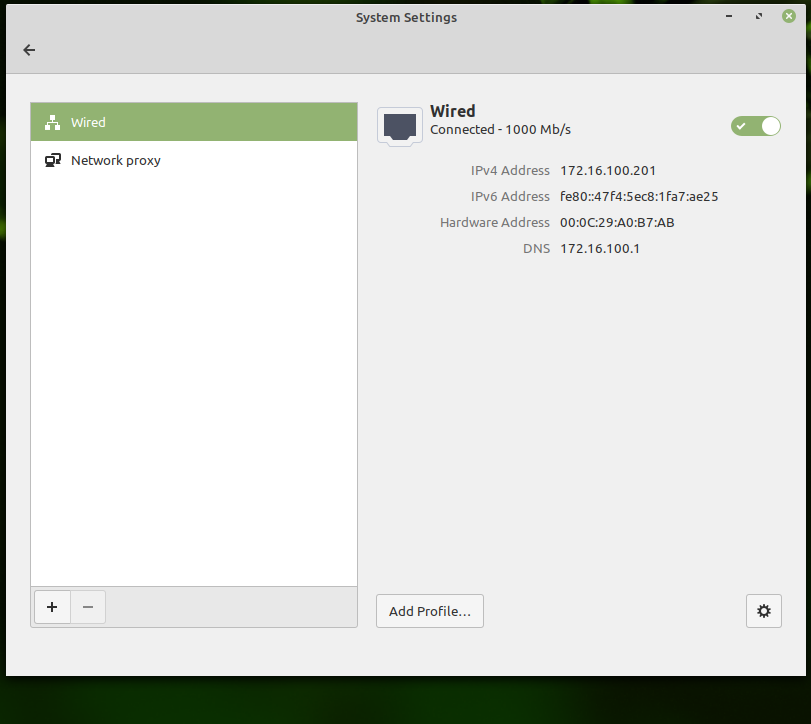 System Settings
Wired
Network proxy
Wired
Connected - 1000 Mb/s
IPv4 Address 172.16.100.201
IPv6 Address fe80::47f4:5ec8:1fa7:ae25
Hardware Address 00:0C:29:A0:B7:AB
DNS 172.16.100.1
Add Profile…